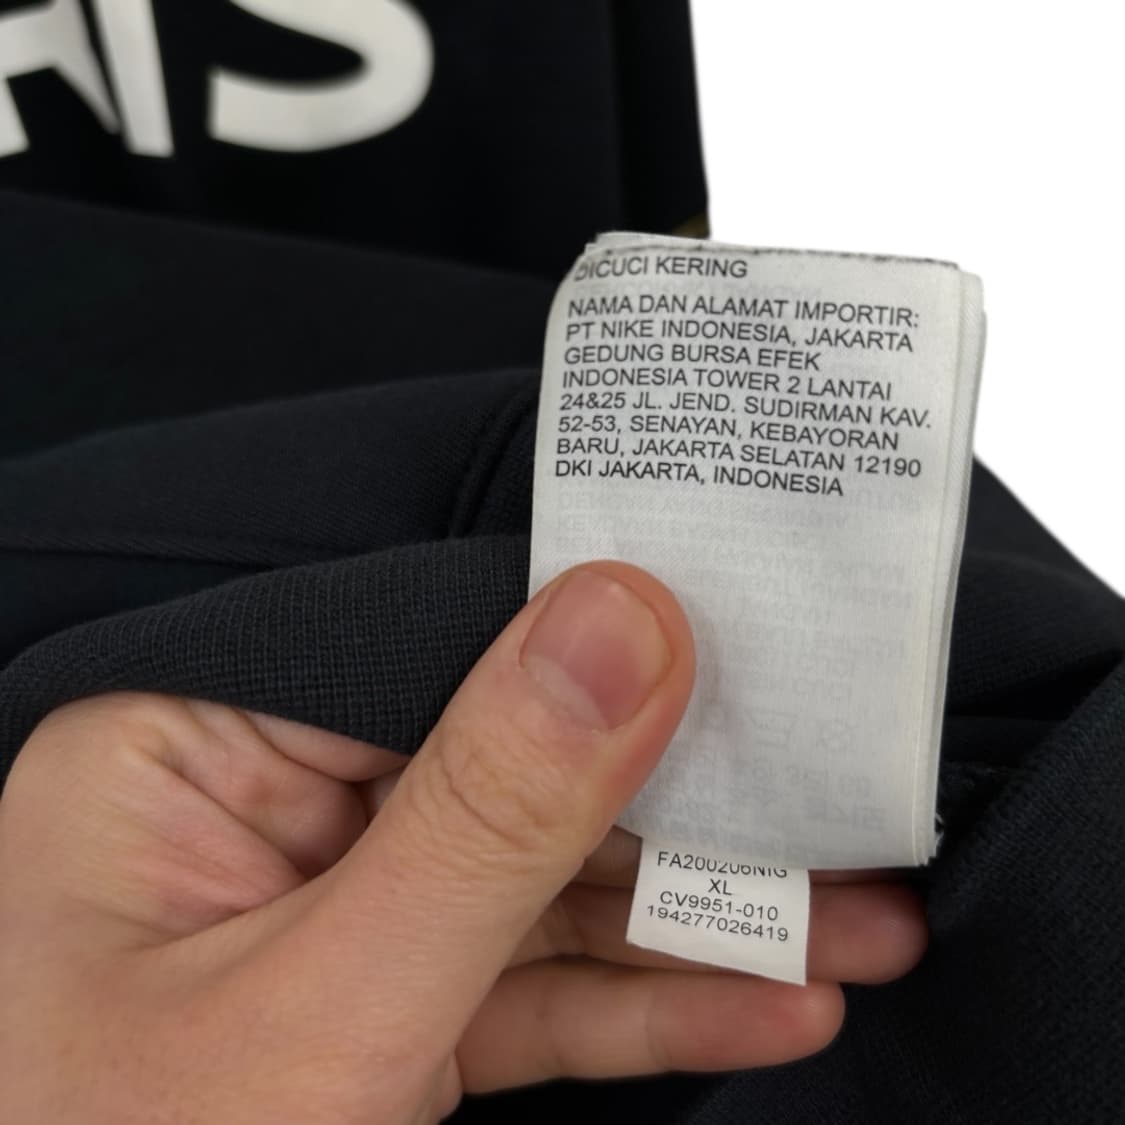 HS
DICUCI KERING
NAMA DAN ALAMAT IMPORTIR:
PT NIKE INDONESIA, JAKARTA
GEDUNG BURSA EFEK
INDONESIA TOWER 2 LANTAI
24&25 JL. JEND. SUDIRMAN KAV.
52-53, SENAYAN, KEBAYORAN
BARU, JAKARTA SELATAN 12190
DKI JAKARTA, INDONESIA
FA200206NIG
XL
CV9951-010
194277026419